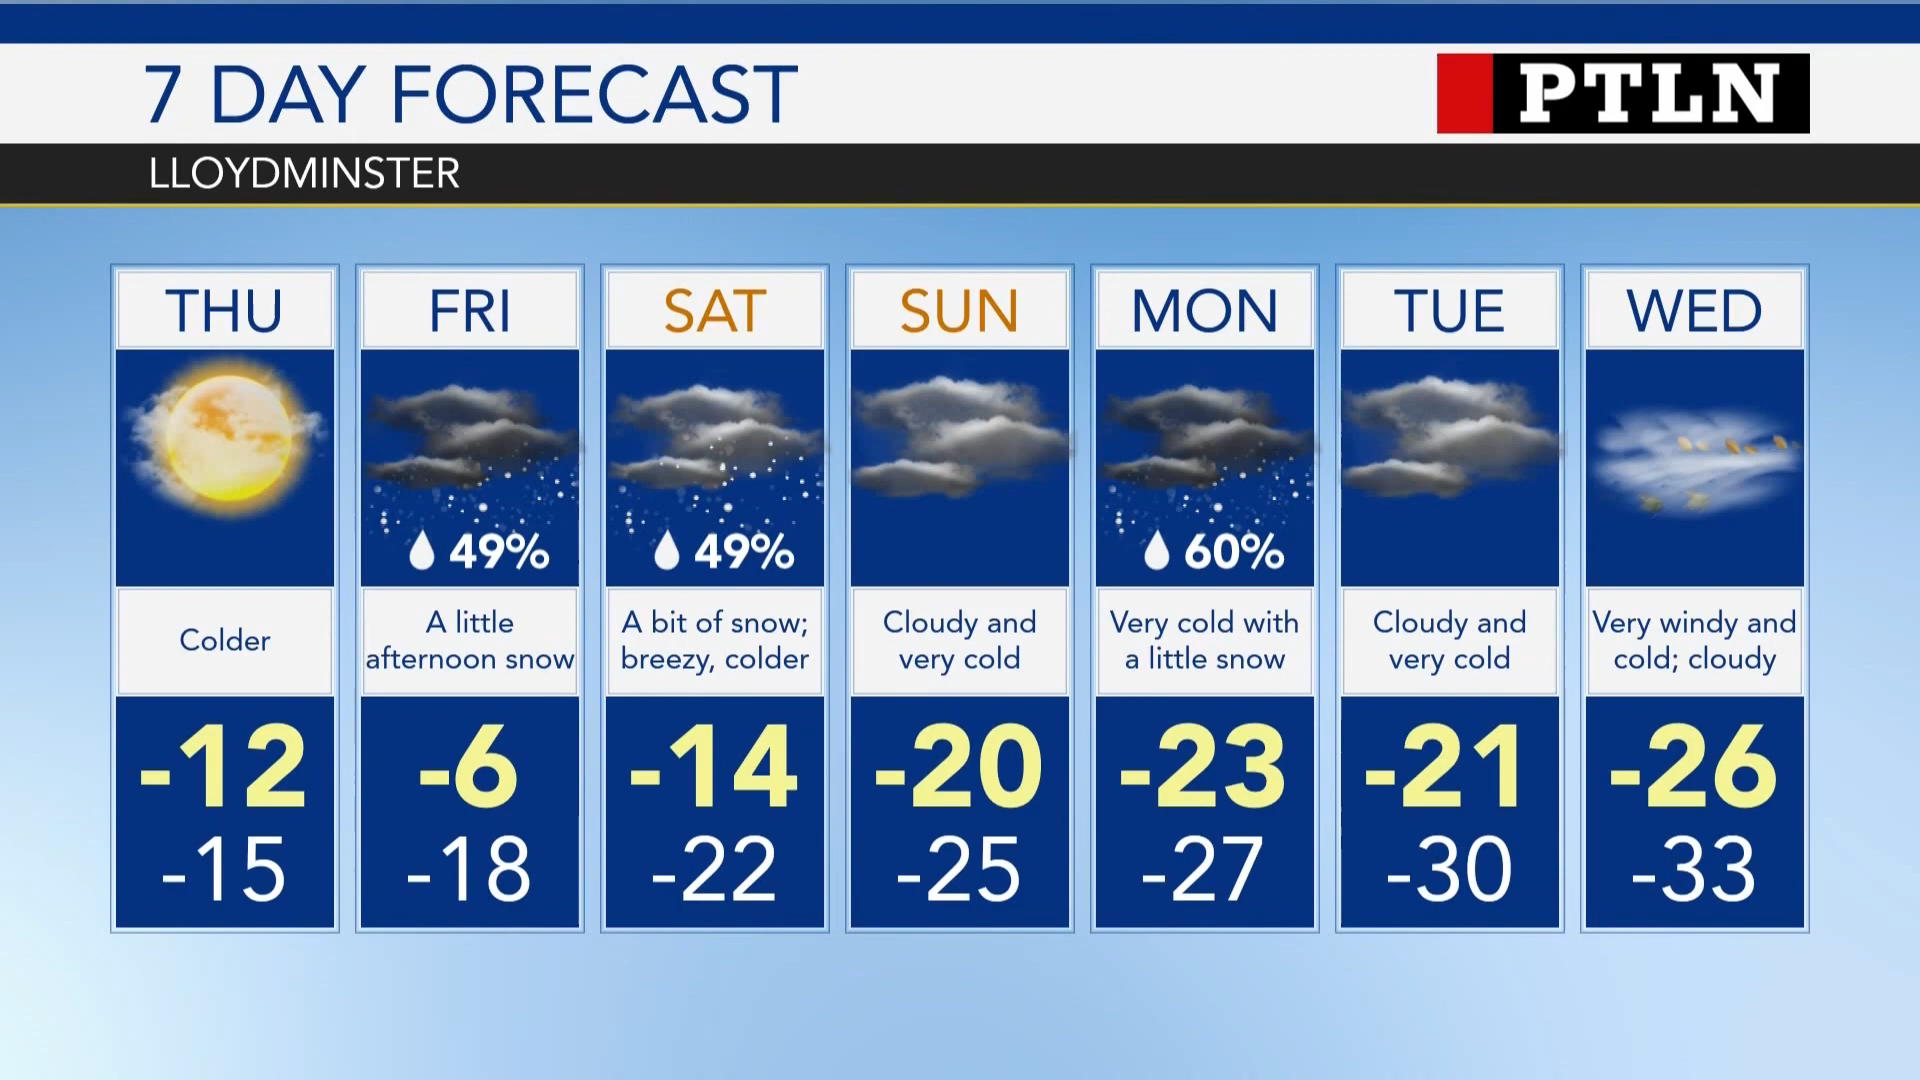 7 DAY FORECAST
PTLN
LLOYDMINSTER
THU
Colder
-12
-15
FRI
49%
A little
afternoon snow
-6
-18
SAT
49%
A bit of snow;
breezy, colder
-14
-22
SUN
Cloudy and
very cold
-20
-25
MON
60%
Very cold with
a little snow
-23
-27
TUE
Cloudy and
very cold
-21
-30
WED
Very windy and
cold; cloudy
-26
-33